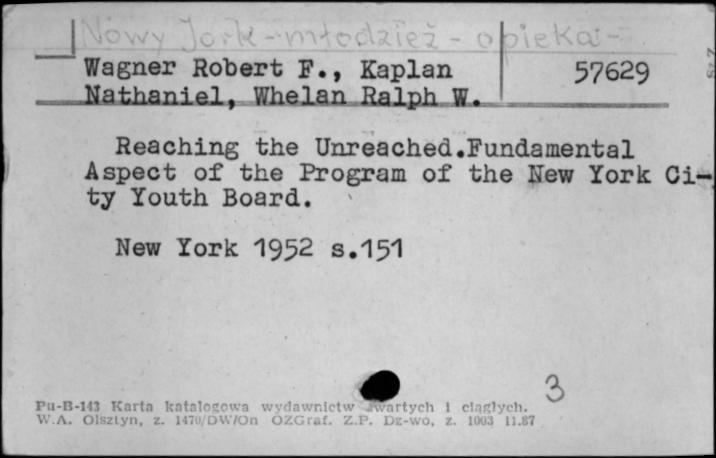 Nowy Jork - młodzież - opieka -
Wagner Robert F., Kaplan 57629
Nathaniel, Whelan Ralph W.
Reaching the Unreached.Fundamental
Aspect of the Program of the New York Ci-
ty Youth Board.
New York 1952 s.151
3
Pu-B-143 Karta katalogowa wydawnictw zwartych i ciągłych.
W.A. Olsztyn, z. 1470/DW/On OZGraf. Z.P. Dz-wo, z. 1003 11.87